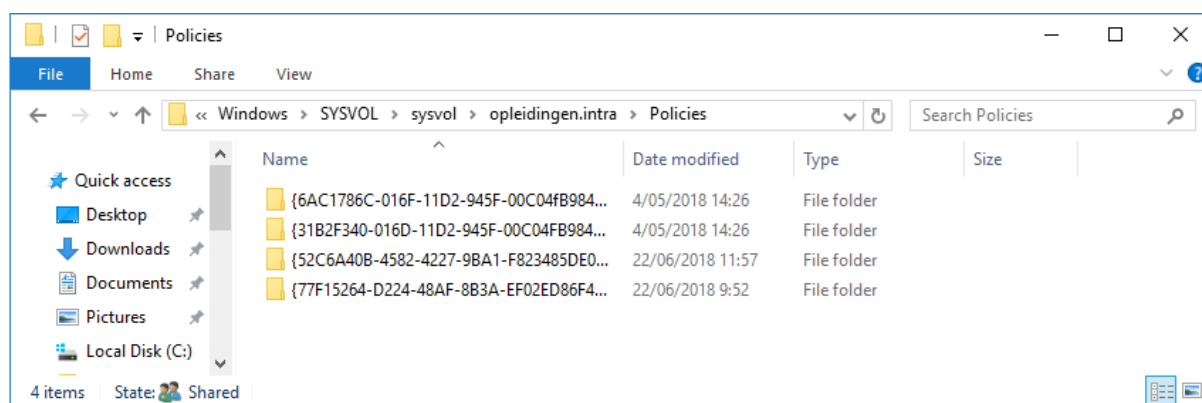 Policies
File Home Share View
« Windows > SYSVOL > sysvol > opleidingen.intra > Policies Search Policies
Name Date modified Type Size
Quick access
{6AC1786C-016F-11D2-945F-00C04fB984... 4/05/2018 14:26 File folder
Desktop
{31B2F340-016D-11D2-945F-00C04FB984... 4/05/2018 14:26 File folder
Downloads
{52C6A40B-4582-4227-9BA1-F823485DE0... 22/06/2018 11:57 File folder
Documents
{77F15264-D224-48AF-8B3A-EF02ED86F4... 22/06/2018 9:52 File folder
Pictures
Local Disk (C:)
4 items State: Shared